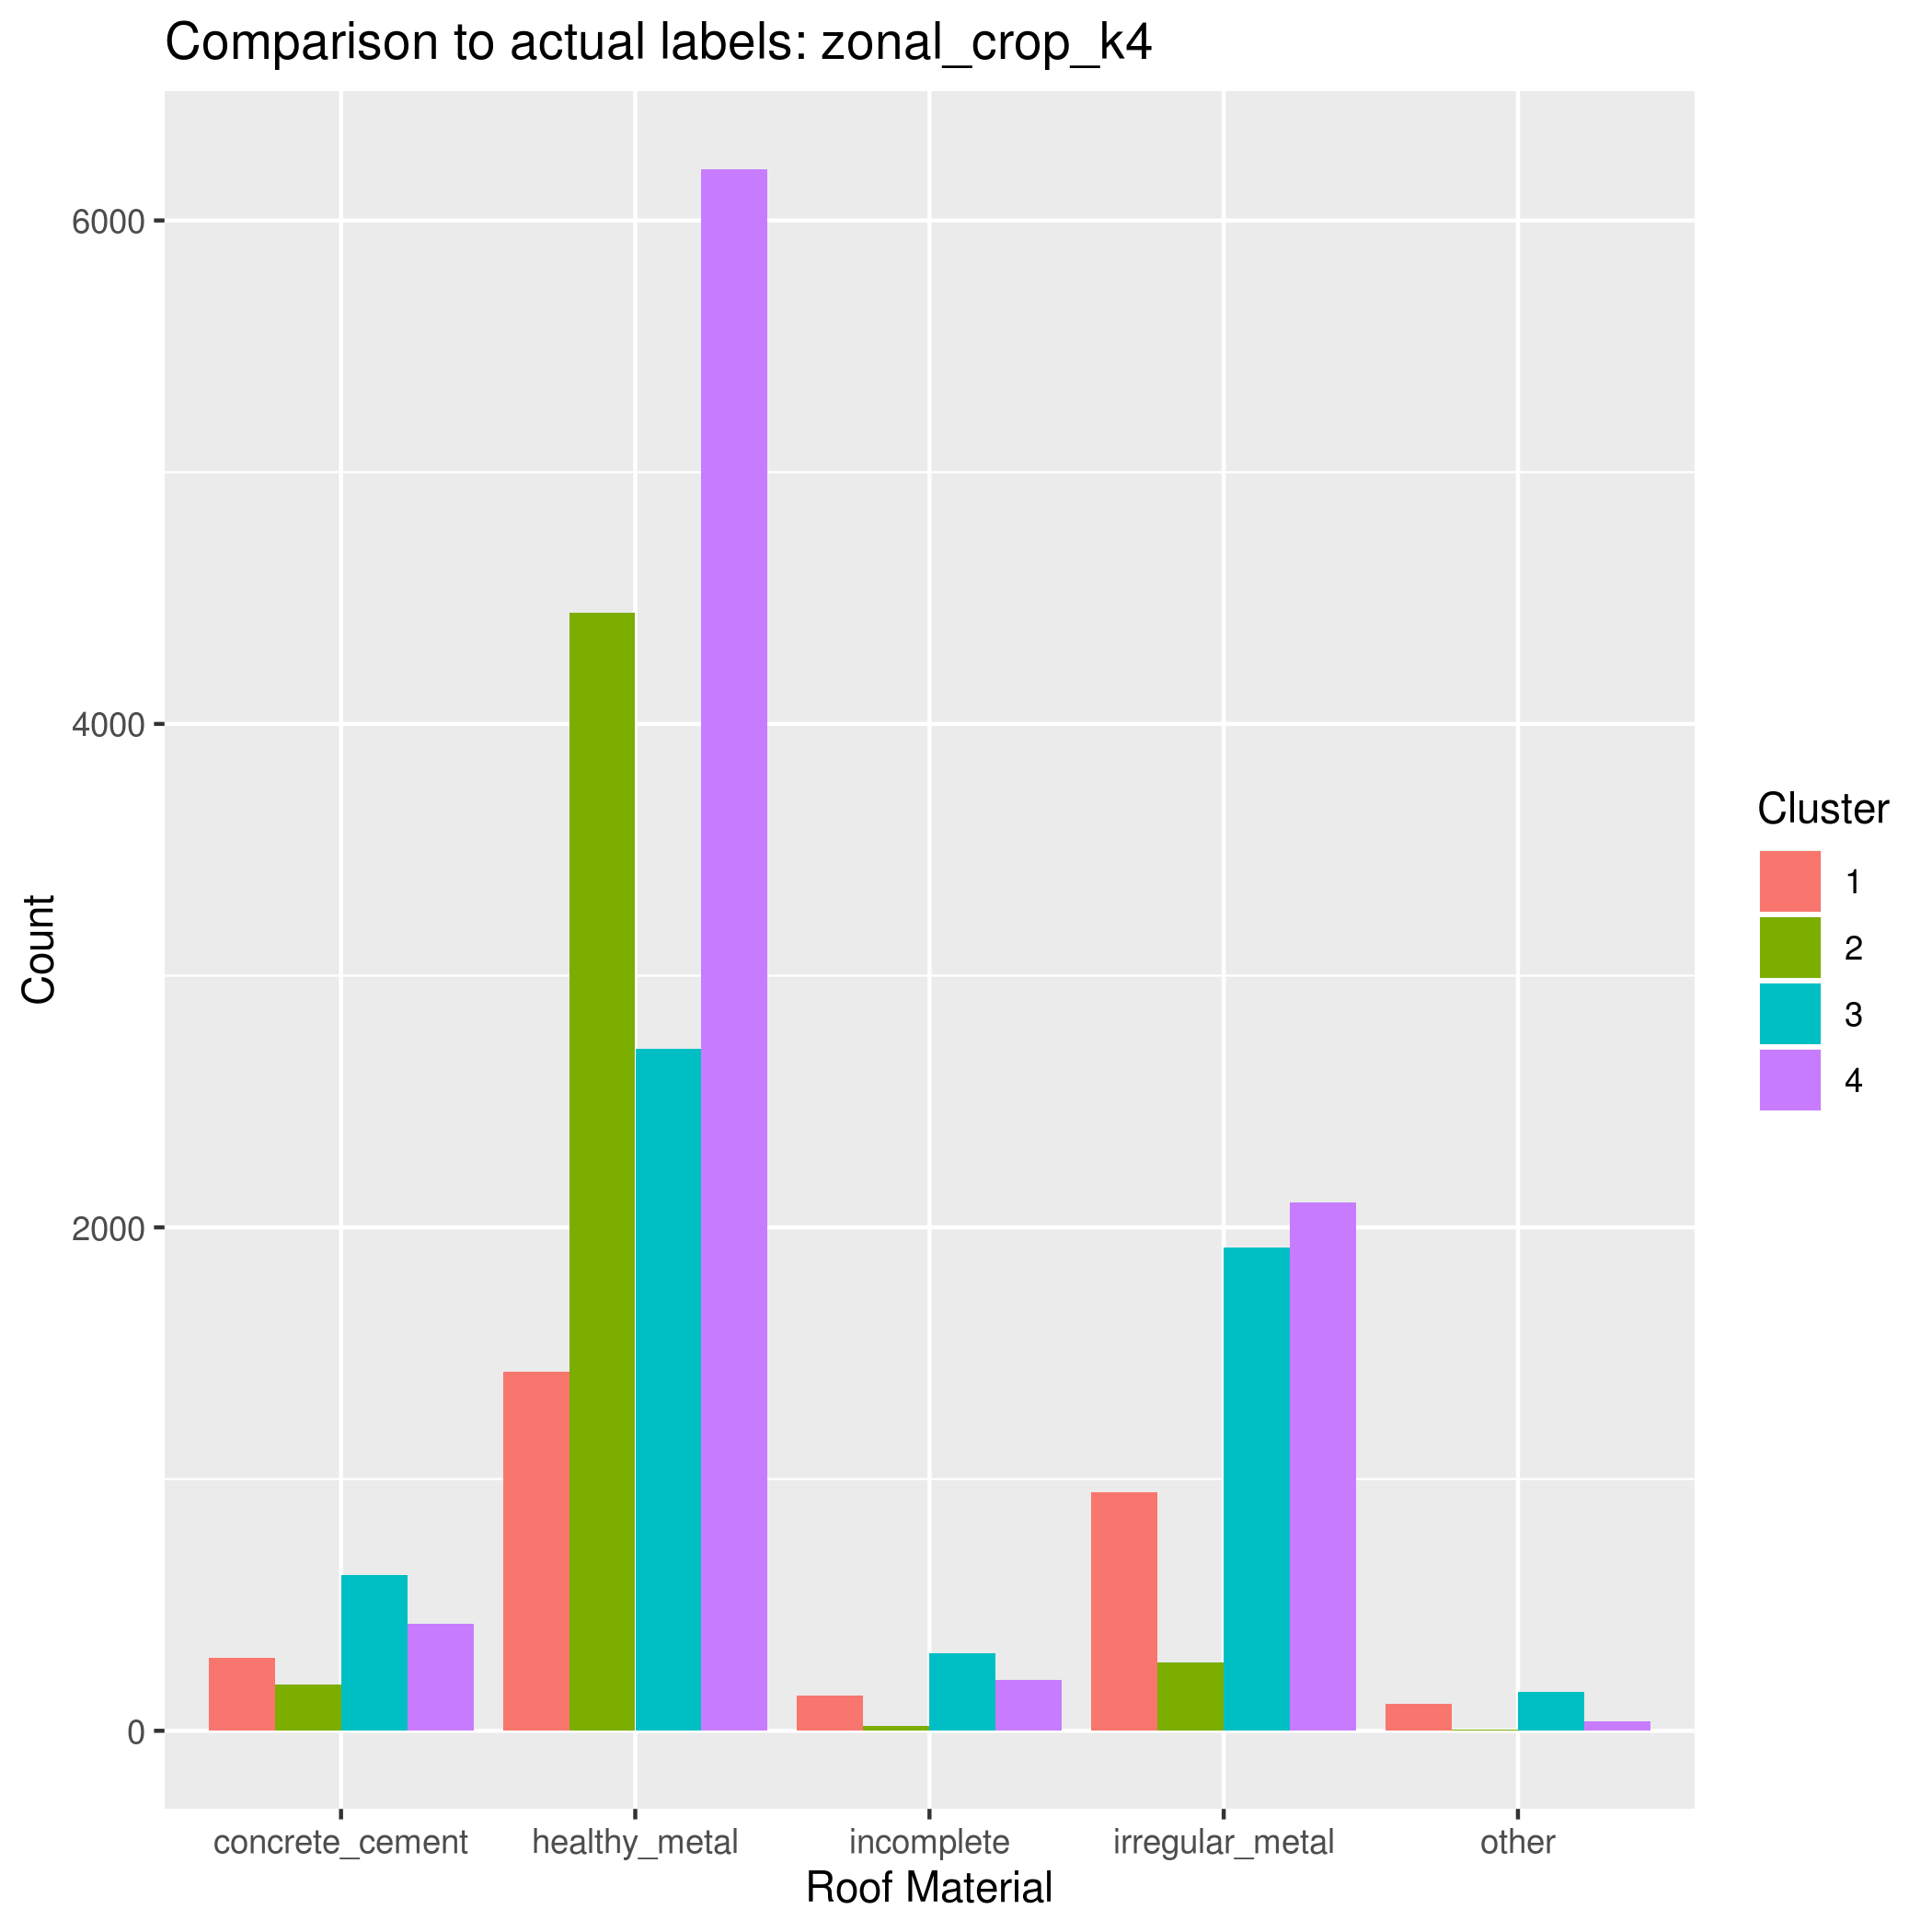 Comparison to actual labels: zonal_crop_k4
6000
4000
2000
0
Count
concrete_cement
healthy_metal
incomplete
irregular_metal
other
Roof Material
Cluster
1
2
3
4